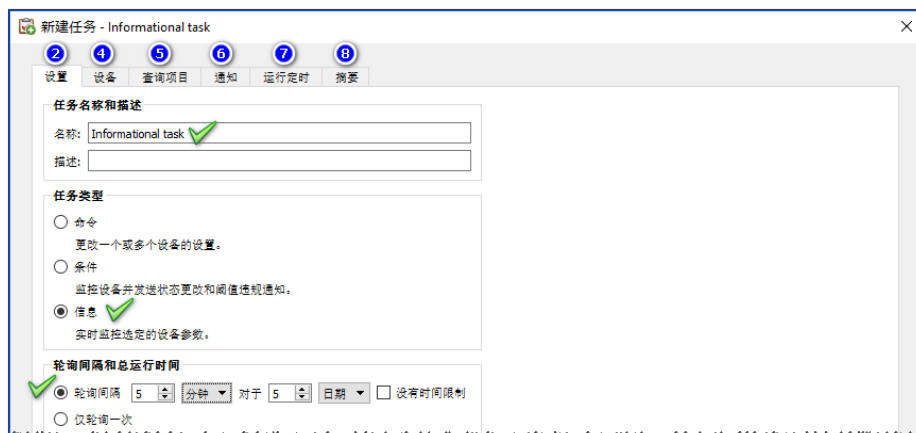 新建任务 - Informational task
2 4 5 6 7 8
设置 设备 查询项目 通知 运行定时 摘要
任务名称和描述
名称: Informational task
描述:
任务类型
命令
更改一个或多个设备的设置。
条件
监控设备并发送状态更改和阈值违规通知。
信息
实时监控选定的设备参数。
轮询间隔和总运行时间
轮询间隔 5 分钟 对于 5 日期 没有时间限制
仅轮询一次